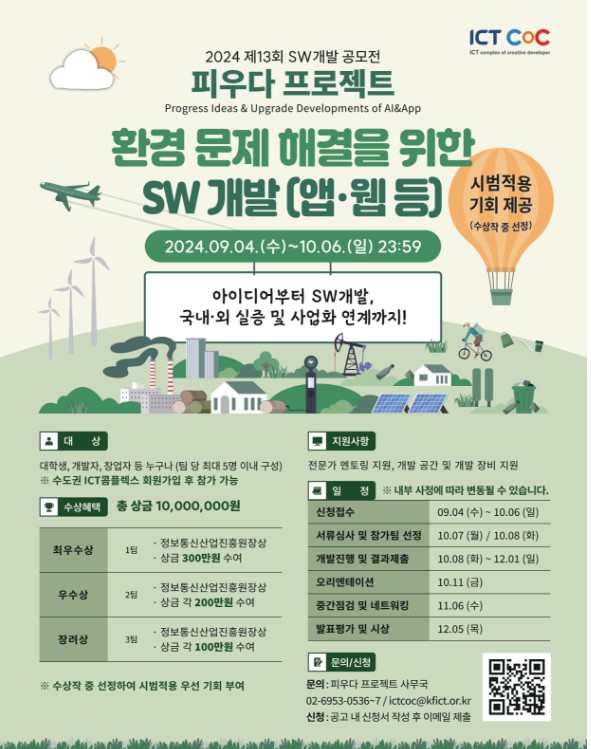 ICT CoC
ICT complex of creative developer
2024 제13회 SW개발 공모전
피우다 프로젝트
Progress Ideas & Upgrade Developments of AI&App
환경 문제 해결을 위한
SW 개발 (앱·웹 등)
시범적용
기회 제공
(수상작 중 선정)
2024.09.04.(수)~10.06.(일) 23:59
아이디어부터 SW개발,
국내·외 실증 및 사업화 연계까지!
대 상
대학생, 개발자, 창업자 등 누구나 (팀 당 최대 5명 이내 구성)
※ 수도권 ICT콤플렉스 회원가입 후 참가 가능
수상혜택 총 상금 10,000,000원
최우수상 1팀 · 정보통신산업진흥원장상
· 상금 300만원 수여
우수상 2팀 · 정보통신산업진흥원장상
· 상금 각 200만원 수여
장려상 3팀 · 정보통신산업진흥원장상
· 상금 각 100만원 수여
※ 수상작 중 선정하여 시범적용 우선 기회 부여
지원사항
전문가 멘토링 지원, 개발 공간 및 개발 장비 지원
일 정 ※ 내부 사정에 따라 변동될 수 있습니다.
신청접수 09.04 (수) ~ 10.06 (일)
서류심사 및 참가팀 선정 10.07 (월) / 10.08 (화)
개발진행 및 결과제출 10.08 (화) ~ 12.01 (일)
오리엔테이션 10.11 (금)
중간점검 및 네트워킹 11.06 (수)
발표평가 및 시상 12.05 (목)
문의/신청
문의 : 피우다 프로젝트 사무국
02-6953-0536~7 / ictcoc@kfict.or.kr
신청 : 공고 내 신청서 작성 후 이메일 제출